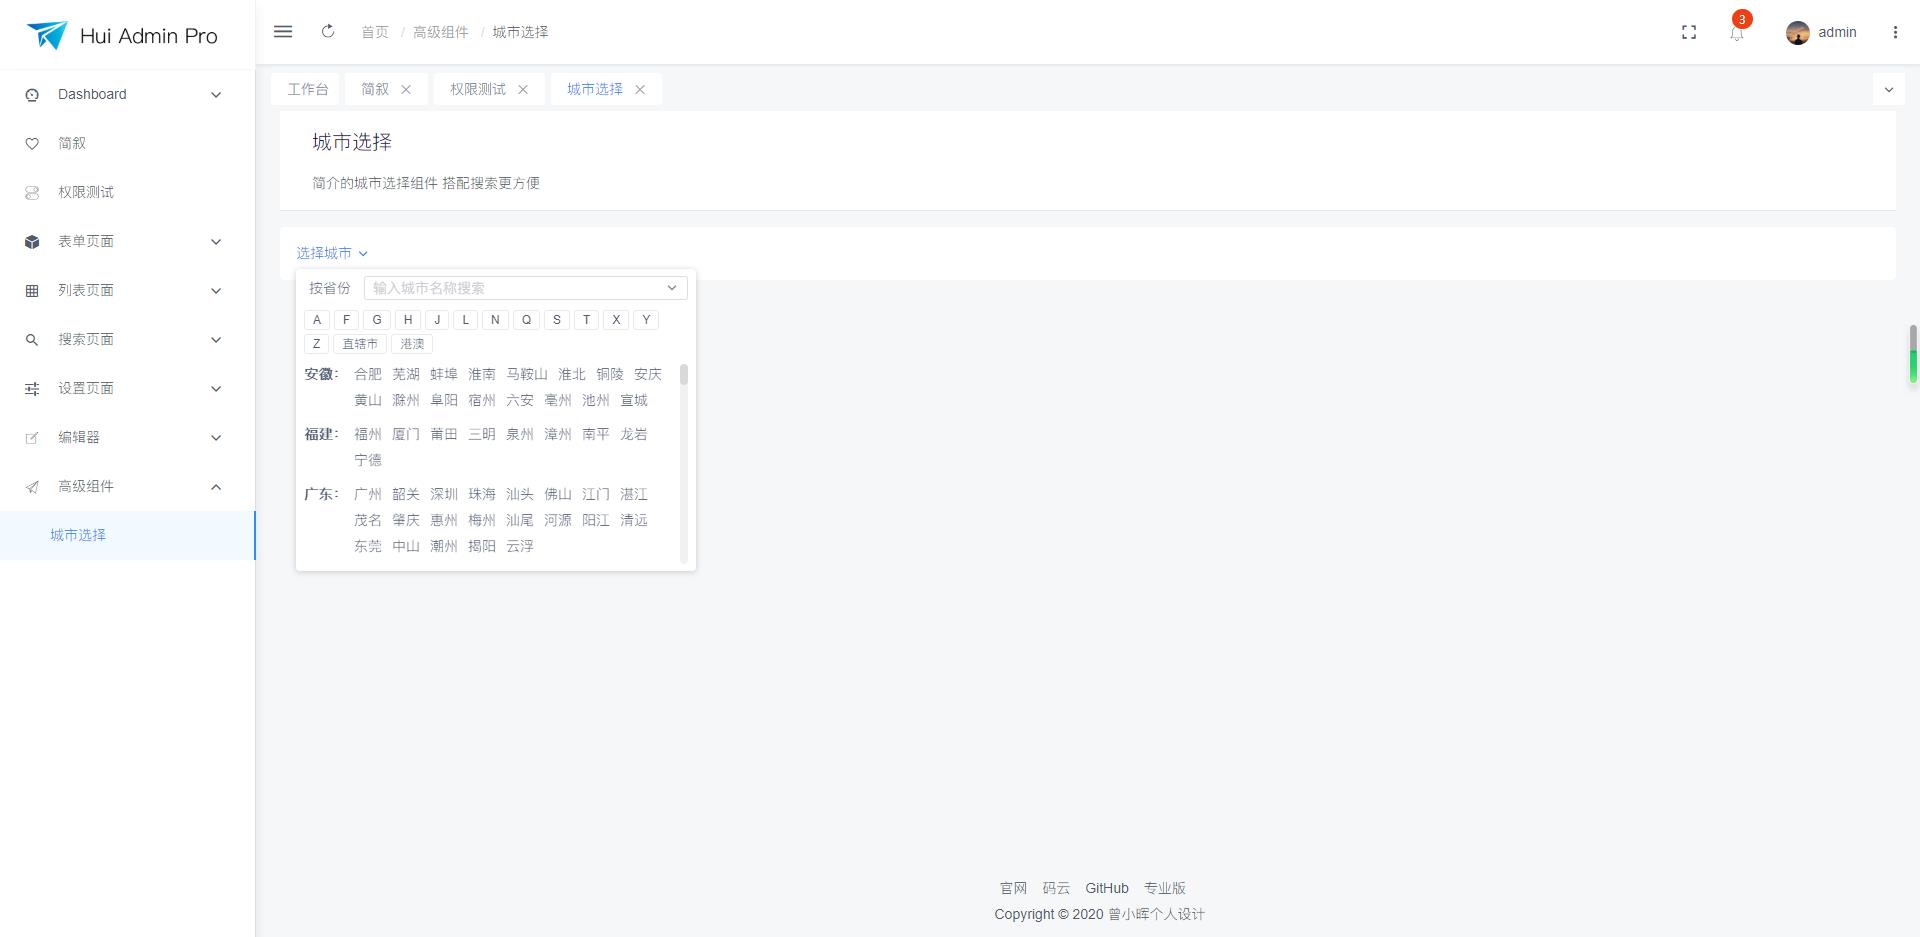 Hui Admin Pro
首页 / 高级组件 / 城市选择
3
admin
Dashboard
简叙
权限测试
表单页面
列表页面
搜索页面
设置页面
编辑器
高级组件
城市选择
工作台 简叙 权限测试 城市选择
城市选择
简介的城市选择组件 搭配搜索更方便
选择城市
按省份 输入城市名称搜索
A F G H J L N Q S T X Y
Z 直辖市 港澳
安徽: 合肥 芜湖 蚌埠 淮南 马鞍山 淮北 铜陵 安庆
黄山 滁州 阜阳 宿州 六安 亳州 池州 宣城
福建: 福州 厦门 莆田 三明 泉州 漳州 南平 龙岩
宁德
广东: 广州 韶关 深圳 珠海 汕头 佛山 江门 湛江
茂名 肇庆 惠州 梅州 汕尾 河源 阳江 清远
东莞 中山 潮州 揭阳 云浮
官网 码云 GitHub 专业版
Copyright © 2020 曾小晖个人设计